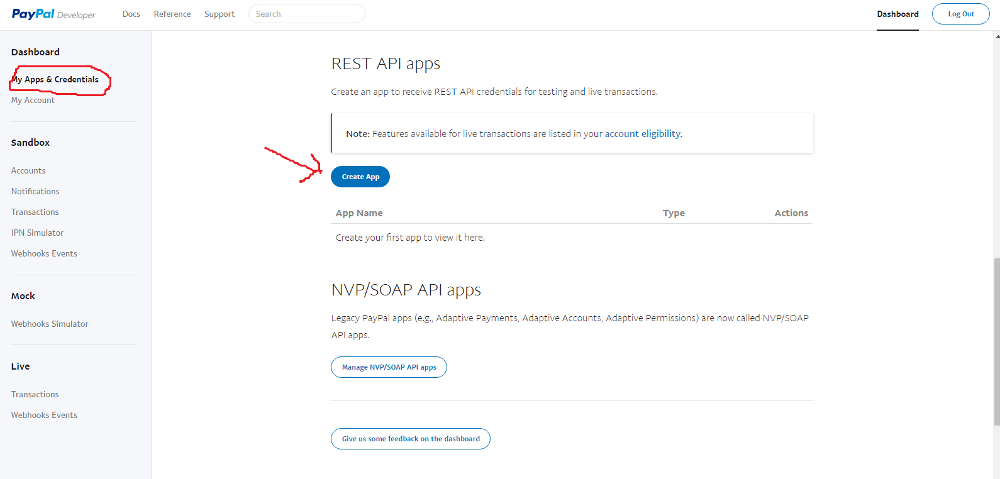 PayPal Developer
Docs Reference Support Search Dashboard Log Out
Dashboard
My Apps & Credentials
My Account
Sandbox
Accounts
Notifications
Transactions
IPN Simulator
Webhooks Events
Mock
Webhooks Simulator
Live
Transactions
Webhooks Events
REST API apps
Create an app to receive REST API credentials for testing and live transactions.
Note: Features available for live transactions are listed in your account eligibility.
Create App
App Name Type Actions
Create your first app to view it here.
NVP/SOAP API apps
Legacy PayPal apps (e.g., Adaptive Payments, Adaptive Accounts, Adaptive Permissions) are now called NVP/SOAP
API apps.
Manage NVP/SOAP API apps
Give us some feedback on the dashboard